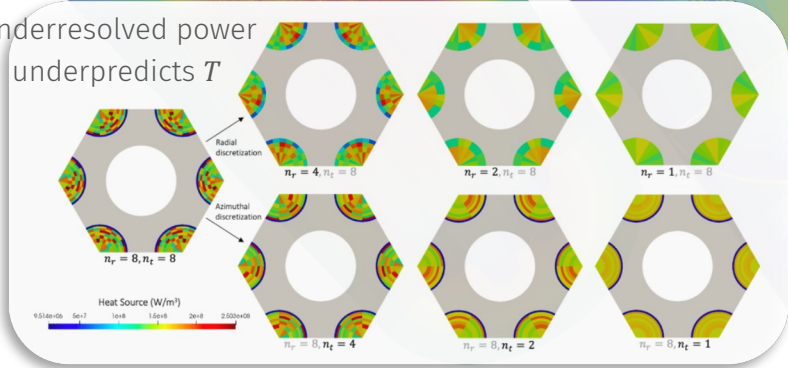 nderresolved power
underpredicts T
Radial
discretization
Azimuthal
discretization
n_r = 8, n_t = 8
n_r = 4, n_t = 8
n_r = 2, n_t = 8
n_r = 1, n_t = 8
n_r = 8, n_t = 4
n_r = 8, n_t = 2
n_r = 8, n_t = 1
Heat Source (W/m³)
9.514e+06 5e+7 1e+8 1.5e+8 2e+8 2.502e+08